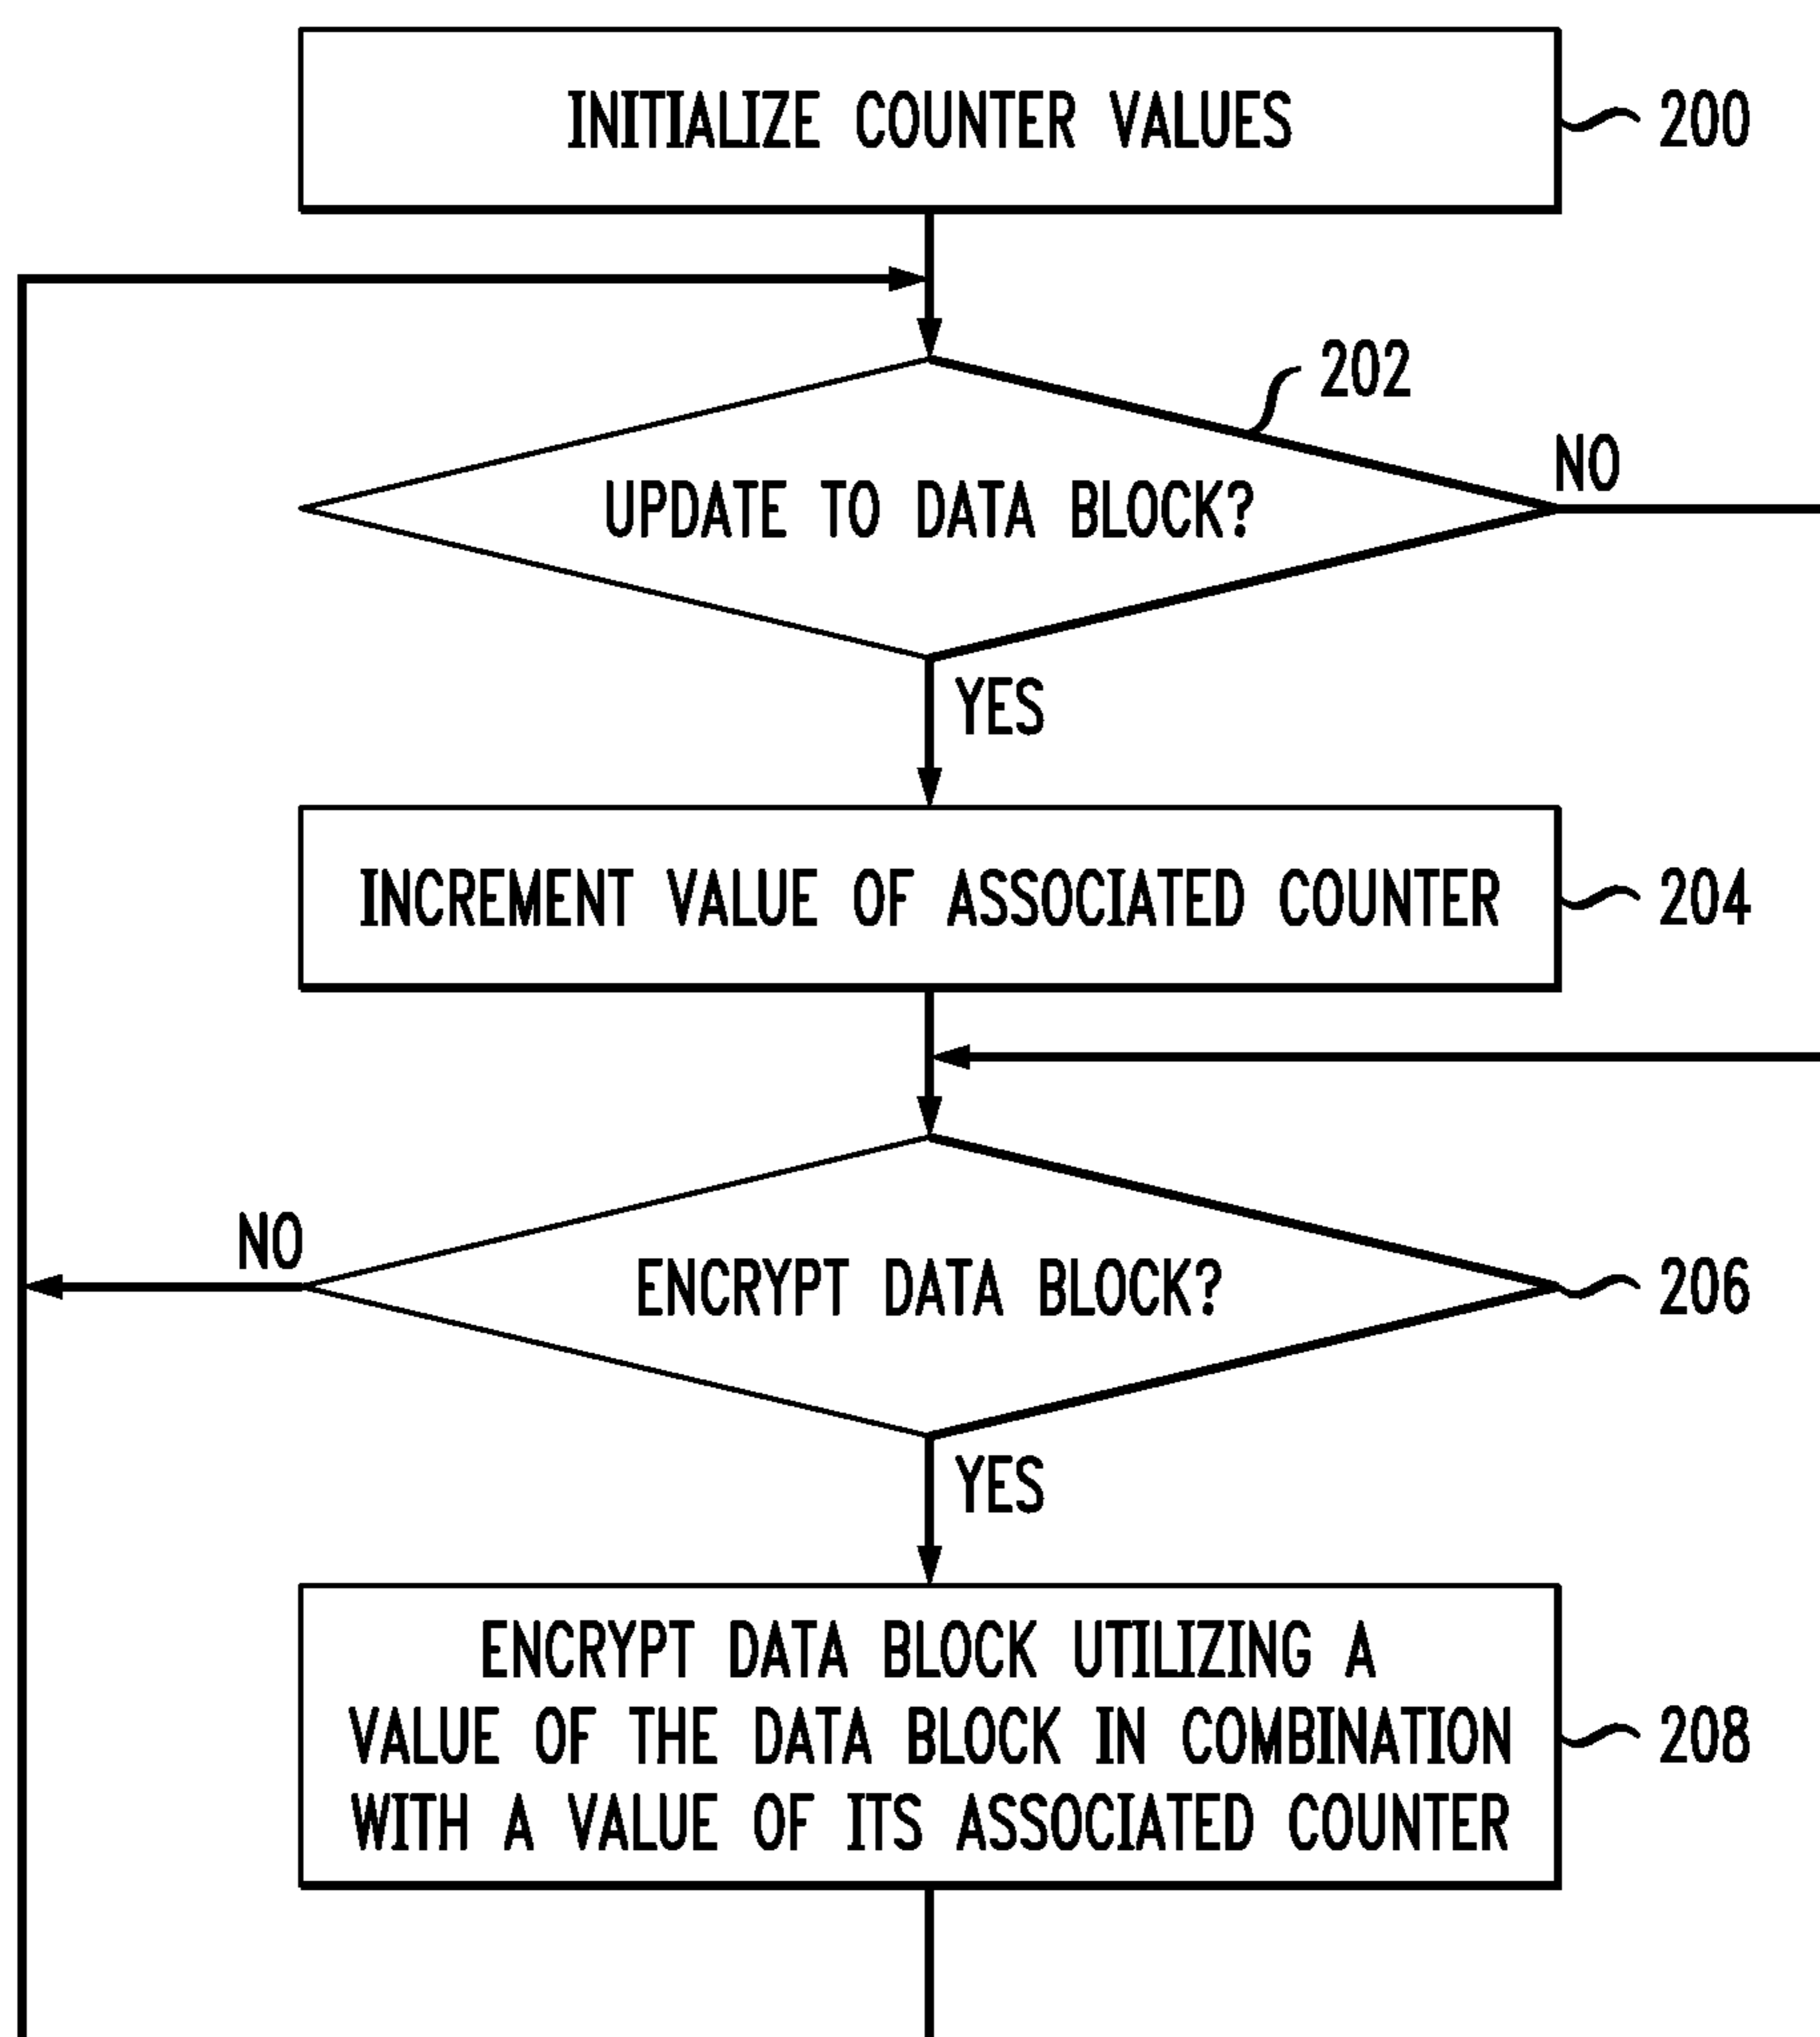 INITIALIZE COUNTER VALUES
200
202
NO
UPDATE TO DATA BLOCK?
YES
INCREMENT VALUE OF ASSOCIATED COUNTER
204
NO
ENCRYPT DATA BLOCK?
206
YES
ENCRYPT DATA BLOCK UTILIZING A
VALUE OF THE DATA BLOCK IN COMBINATION
WITH A VALUE OF ITS ASSOCIATED COUNTER
208